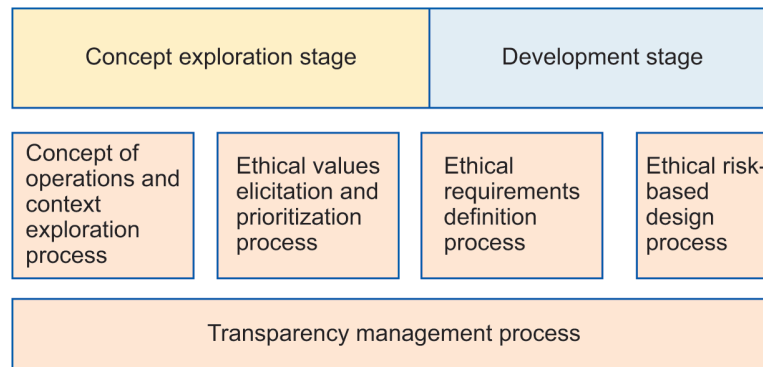 Concept exploration stage
Development stage
Concept of
operations and
context
exploration
process
Ethical values
elicitation and
prioritization
process
Ethical
requirements
definition
process
Ethical risk-
based
design
process
Transparency management process